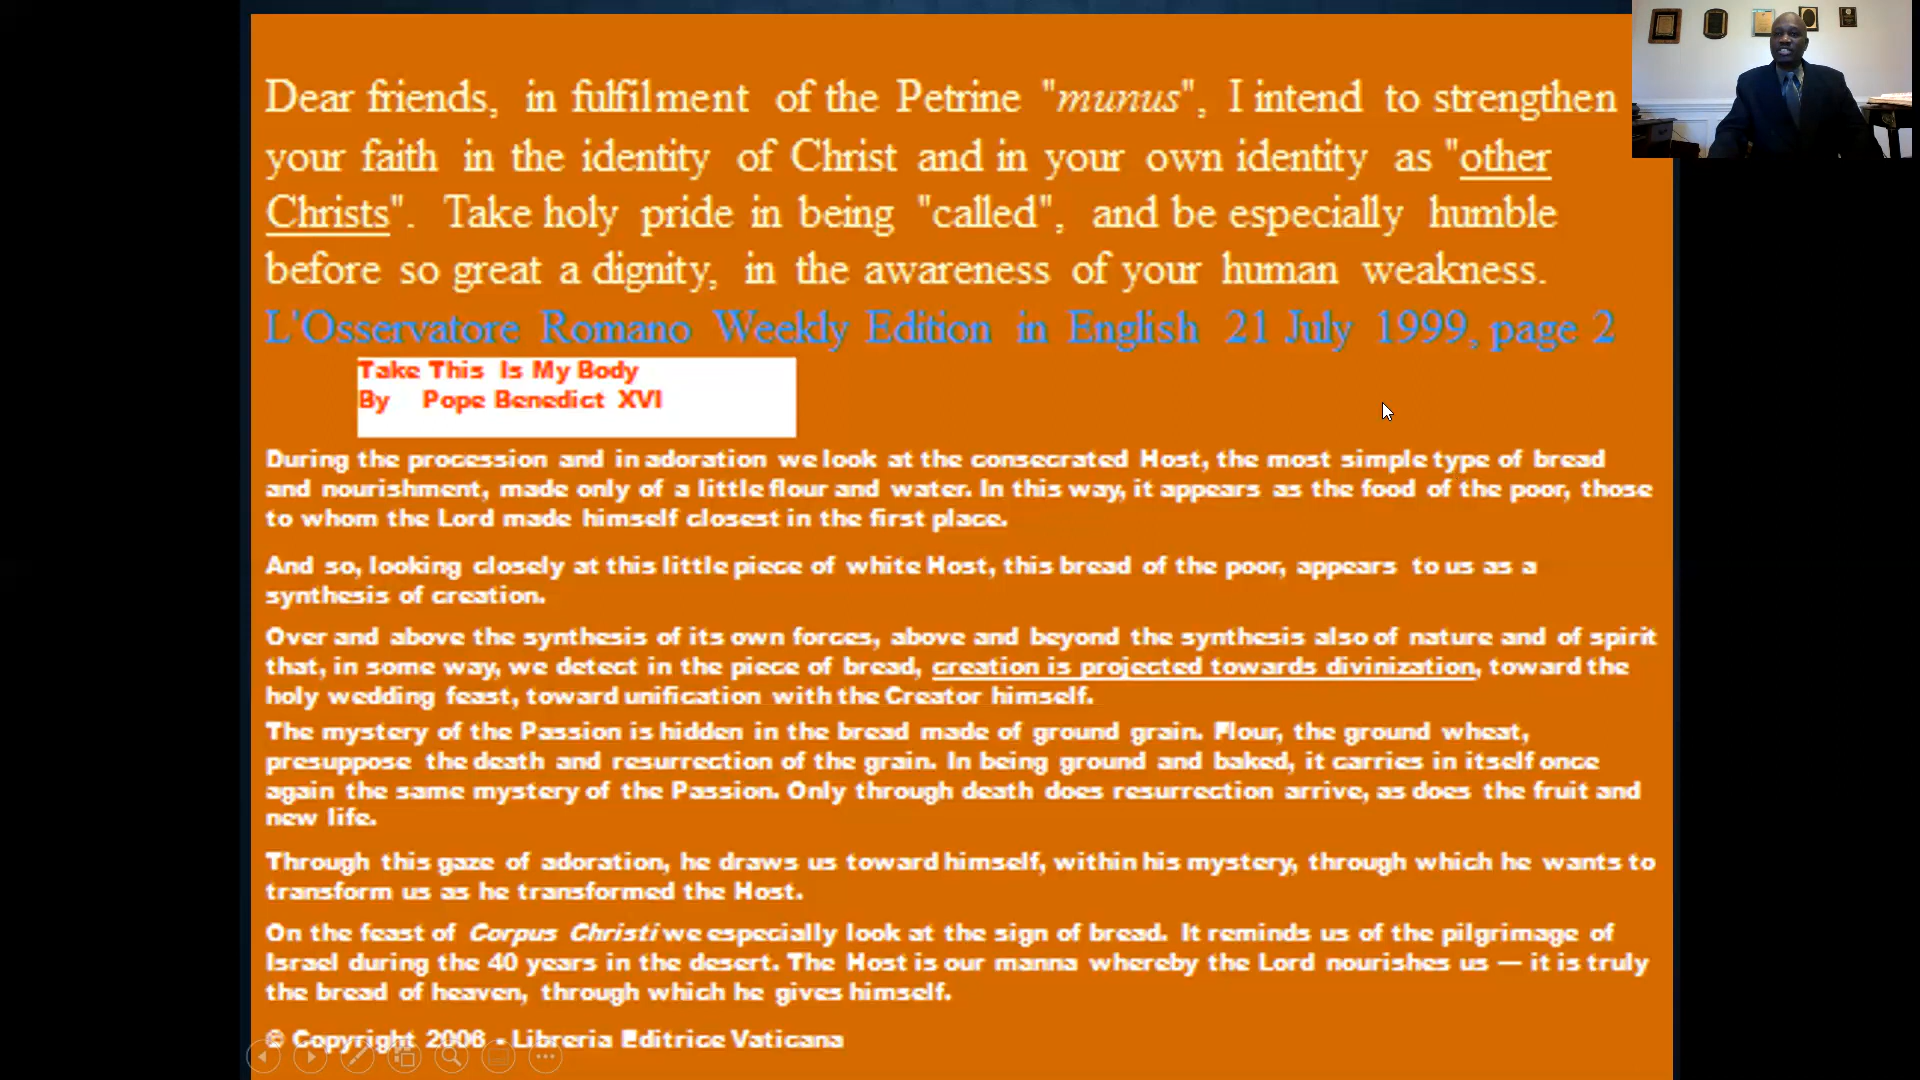 Dear friends, in fulfilment of the Petrine "munus", I intend to strengthen
your faith in the identity of Christ and in your own identity as "other
Christs". Take holy pride in being "called", and be especially humble
before so great a dignity, in the awareness of your human weakness.
L'Osservatore Romano Weekly Edition in English 21 July 1999, page 2
Take This Is My Body
By Pope Benedict XVI
During the procession and in adoration we look at the consecrated Host, the most simple type of bread
and nourishment, made only of a little flour and water. In this way, it appears as the food of the poor, those
to whom the Lord made himself closest in the first place.
And so, looking closely at this little piece of white Host, this bread of the poor, appears to us as a
synthesis of creation.
Over and above the synthesis of its own forces, above and beyond the synthesis also of nature and of spirit
that, in some way, we detect in the piece of bread, creation is projected towards divinization, toward the
holy wedding feast, toward unification with the Creator himself.
The mystery of the Passion is hidden in the bread made of ground grain. Flour, the ground wheat,
presuppose the death and resurrection of the grain. In being ground and baked, it carries in itself once
again the same mystery of the Passion. Only through death does resurrection arrive, as does the fruit and
new life.
Through this gaze of adoration, he draws us toward himself, within his mystery, through which he wants to
transform us as he transformed the Host.
On the feast of Corpus Christi we especially look at the sign of bread. It reminds us of the pilgrimage of
Israel during the 40 years in the desert. The Host is our manna whereby the Lord nourishes us — it is truly
the bread of heaven, through which he gives himself.
© Copyright 2006 - Libreria Editrice Vaticana